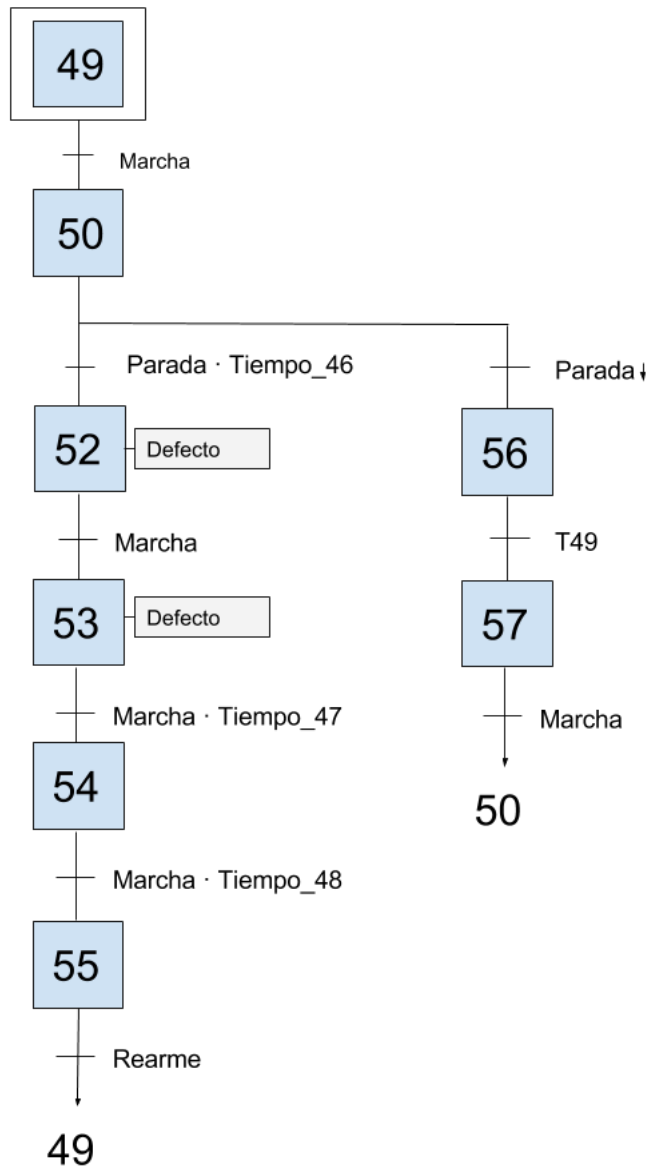 49
Marcha
50
Parada · Tiempo_46
Parada↓
52
Defecto
56
Marcha
T49
53
Defecto
57
Marcha · Tiempo_47
Marcha
54
50
Marcha · Tiempo_48
55
Rearme
49